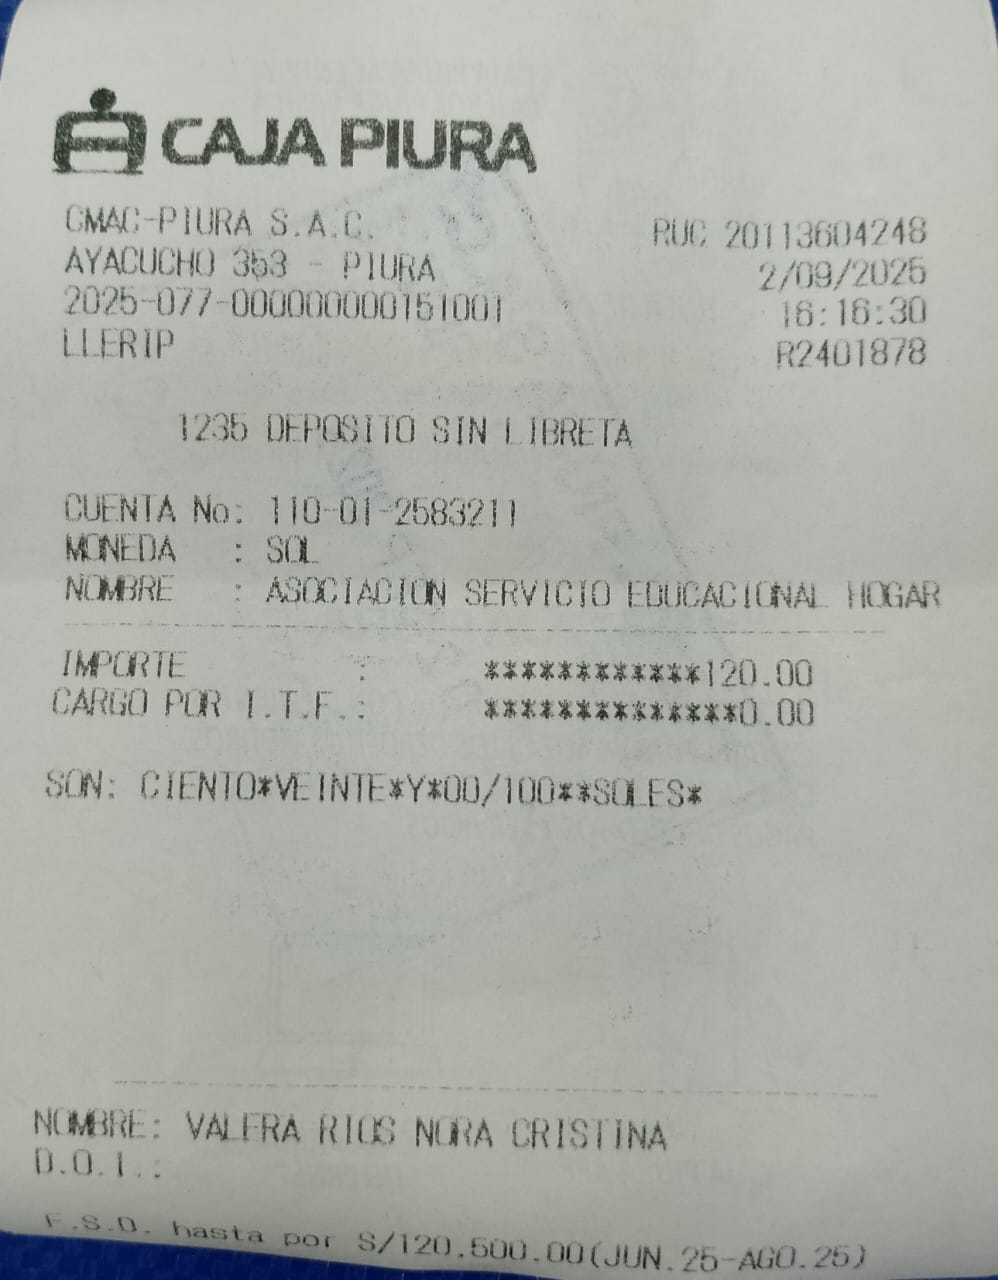 CAJA PIURA
CMAC-PIURA S.A.C. RUC 20113604248
AYACUCHO 353 - PIURA 2/09/2025
2025-077-000000000151001 16:16:30
LLERIP R2401878
1235 DEPOSITO SIN LIBRETA
CUENTA No: 110-01-2583211
MONEDA : SOL
NOMBRE : ASOCIACION SERVICIO EDUCACIONAL HOGAR
IMPORTE : ************120.00
CARGO POR I.T.F.: **************0.00
SON: CIENTO*VEINTE*Y*00/100**SOLES*
NOMBRE: VALERA RIOS NORA CRISTINA
D.O.I.:
F.S.D. hasta por S/120,500.00(JUN.25-AGO.25)